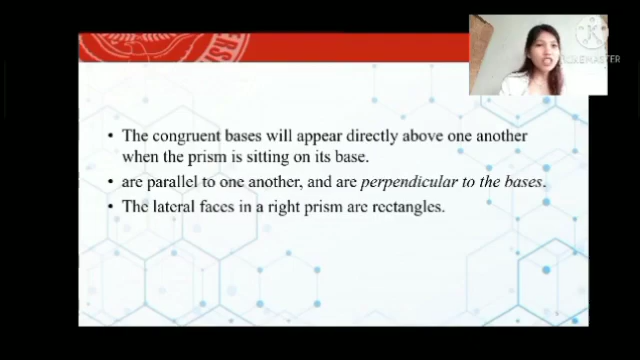 • The congruent bases will appear directly above one another
when the prism is sitting on its base.
• are parallel to one another, and are perpendicular to the bases.
• The lateral faces in a right prism are rectangles.